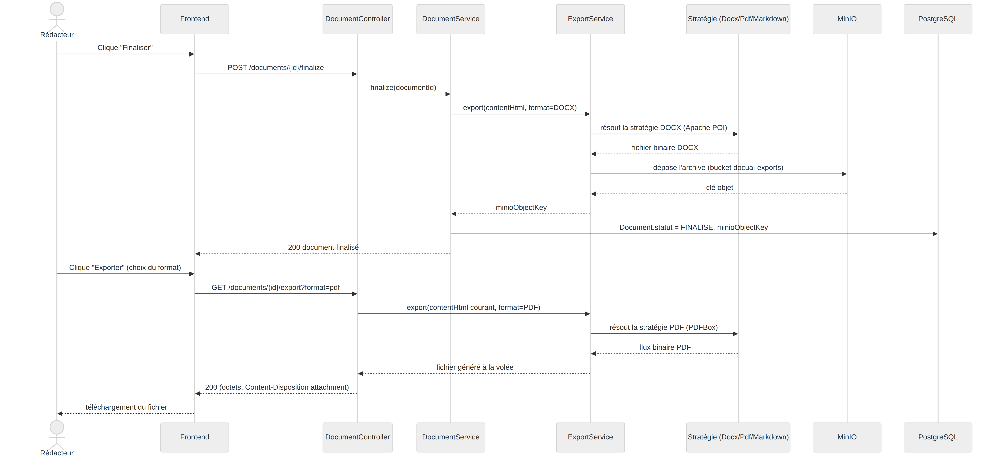 Rédacteur
Frontend
DocumentController
DocumentService
ExportService
Stratégie (Docx/Pdf/Markdown)
MinIO
PostgreSQL
Clique "Finaliser"
POST /documents/{id}/finalize
finalize(documentId)
export(contentHtml, format=DOCX)
résout la stratégie DOCX (Apache POI)
fichier binaire DOCX
dépose l'archive (bucket docuai-exports)
clé objet
minioObjectKey
Document.statut = FINALISE, minioObjectKey
200 document finalisé
Clique "Exporter" (choix du format)
GET /documents/{id}/export?format=pdf
export(contentHtml courant, format=PDF)
résout la stratégie PDF (PDFBox)
flux binaire PDF
fichier généré à la volée
200 (octets, Content-Disposition attachment)
téléchargement du fichier
Rédacteur
Frontend
DocumentController
DocumentService
ExportService
Stratégie (Docx/Pdf/Markdown)
MinIO
PostgreSQL